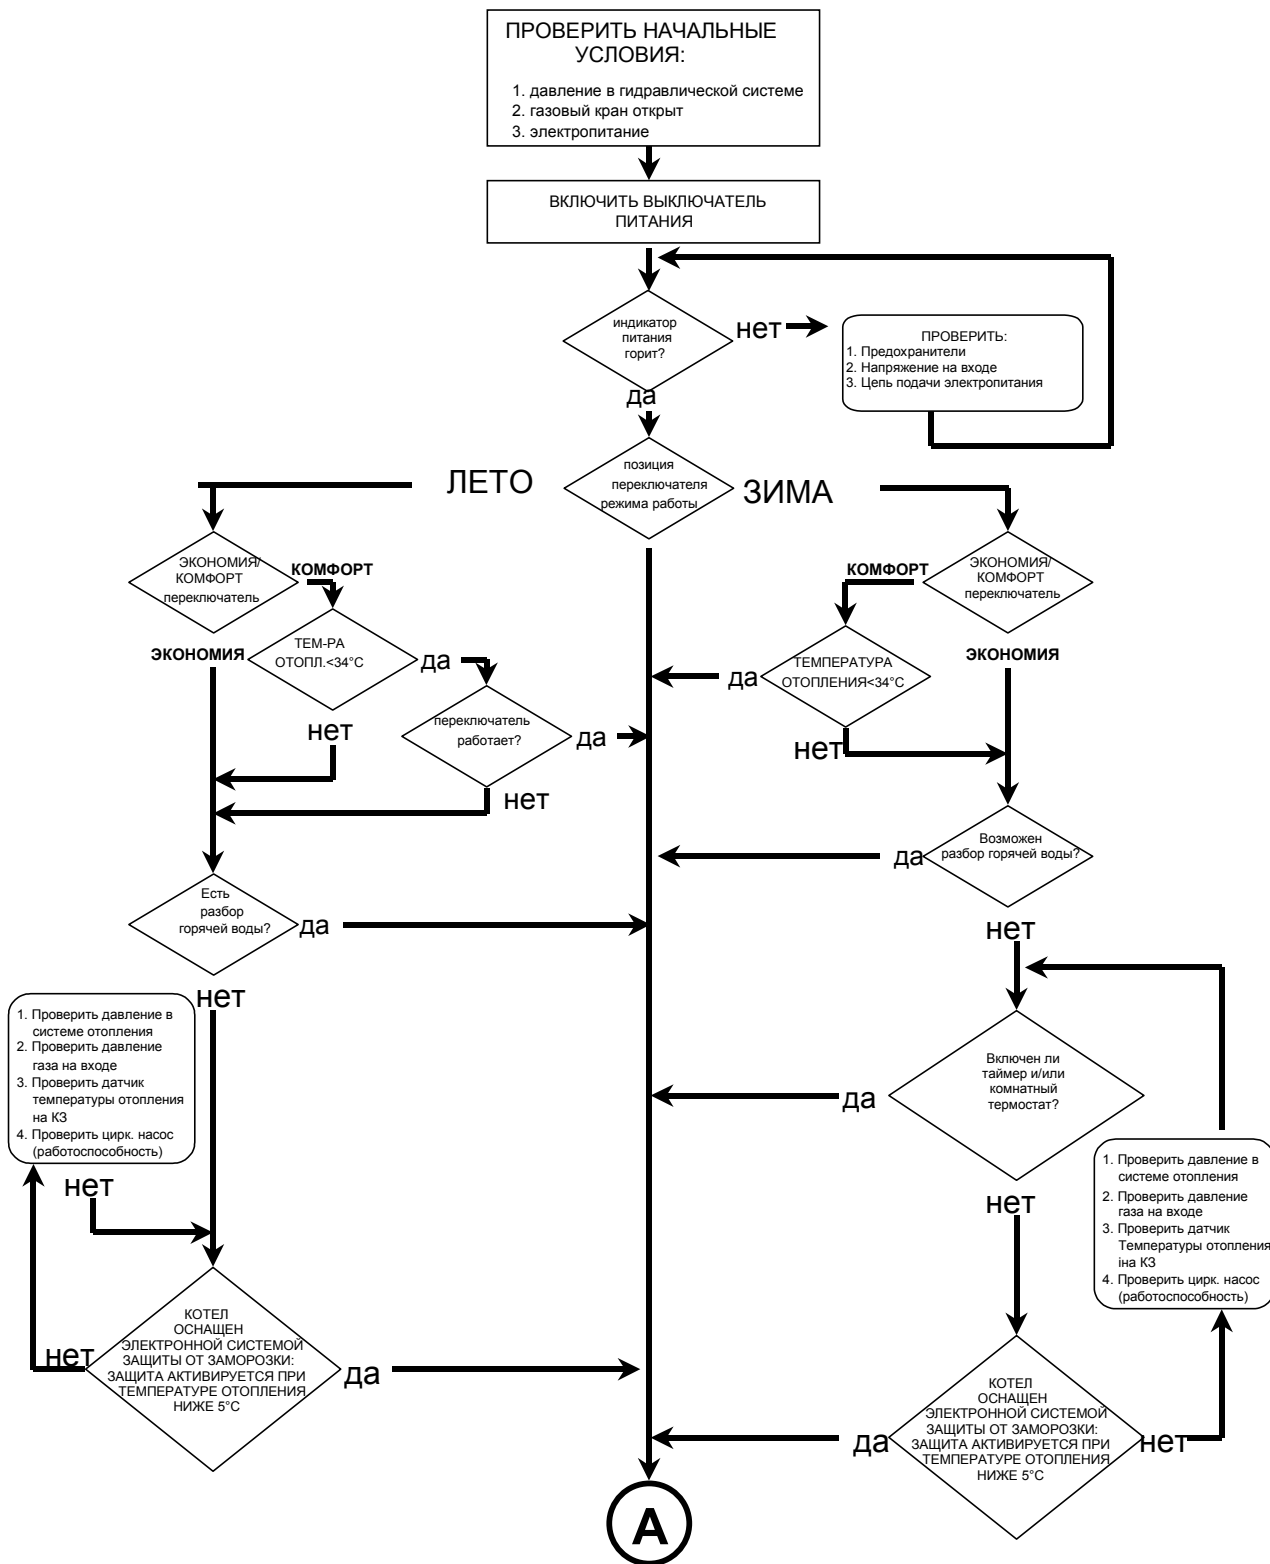 ПРОВЕРИТЬ НАЧАЛЬНЫЕ
УСЛОВИЯ:
1. давление в гидравлической системе
2. газовый кран открыт
3. электропитание
ВКЛЮЧИТЬ ВЫКЛЮЧАТЕЛЬ
ПИТАНИЯ
индикатор
питания
горит?
нет
да
ПРОВЕРИТЬ:
1. Предохранители
2. Напряжение на входе
3. Цепь подачи электропитания
позиция
переключателя
режима работы
ЛЕТО
ЗИМА
ЭКОНОМИЯ/
КОМФОРТ
переключатель
КОМФОРТ
ЭКОНОМИЯ
ТЕМ-РА
ОТОПЛ.<34°C
да
нет
переключатель
работает?
да
нет
Есть
разбор
горячей воды?
да
нет
1. Проверить давление в
системе отопления
2. Проверить давление
газа на входе
3. Проверить датчик
температуры отопления
на КЗ
4. Проверить цирк. насос
(работоспособность)
нет
КОТЕЛ
ОСНАЩЕН
ЭЛЕКТРОННОЙ СИСТЕМОЙ
ЗАЩИТЫ ОТ ЗАМОРОЗКИ:
ЗАЩИТА АКТИВИРУЕТСЯ ПРИ
ТЕМПЕРАТУРЕ ОТОПЛЕНИЯ
НИЖЕ 5°C
нет
да
ЭКОНОМИЯ/
КОМФОРТ
переключатель
КОМФОРТ
ЭКОНОМИЯ
ТЕМПЕРАТУРА
ОТОПЛЕНИЯ<34°C
да
нет
Возможен
разбор горячей воды?
да
нет
Включен ли
таймер и/или
комнатный
термостат?
да
нет
1. Проверить давление в
системе отопления
2. Проверить давление
газа на входе
3. Проверить датчик
Температуры отопления
iна КЗ
4. Проверить цирк. насос
(работоспособность)
КОТЕЛ
ОСНАЩЕН
ЭЛЕКТРОННОЙ СИСТЕМОЙ
ЗАЩИТЫ ОТ ЗАМОРОЗКИ:
ЗАЩИТА АКТИВИРУЕТСЯ ПРИ
ТЕМПЕРАТУРЕ ОТОПЛЕНИЯ
НИЖЕ 5°C
да
нет
А